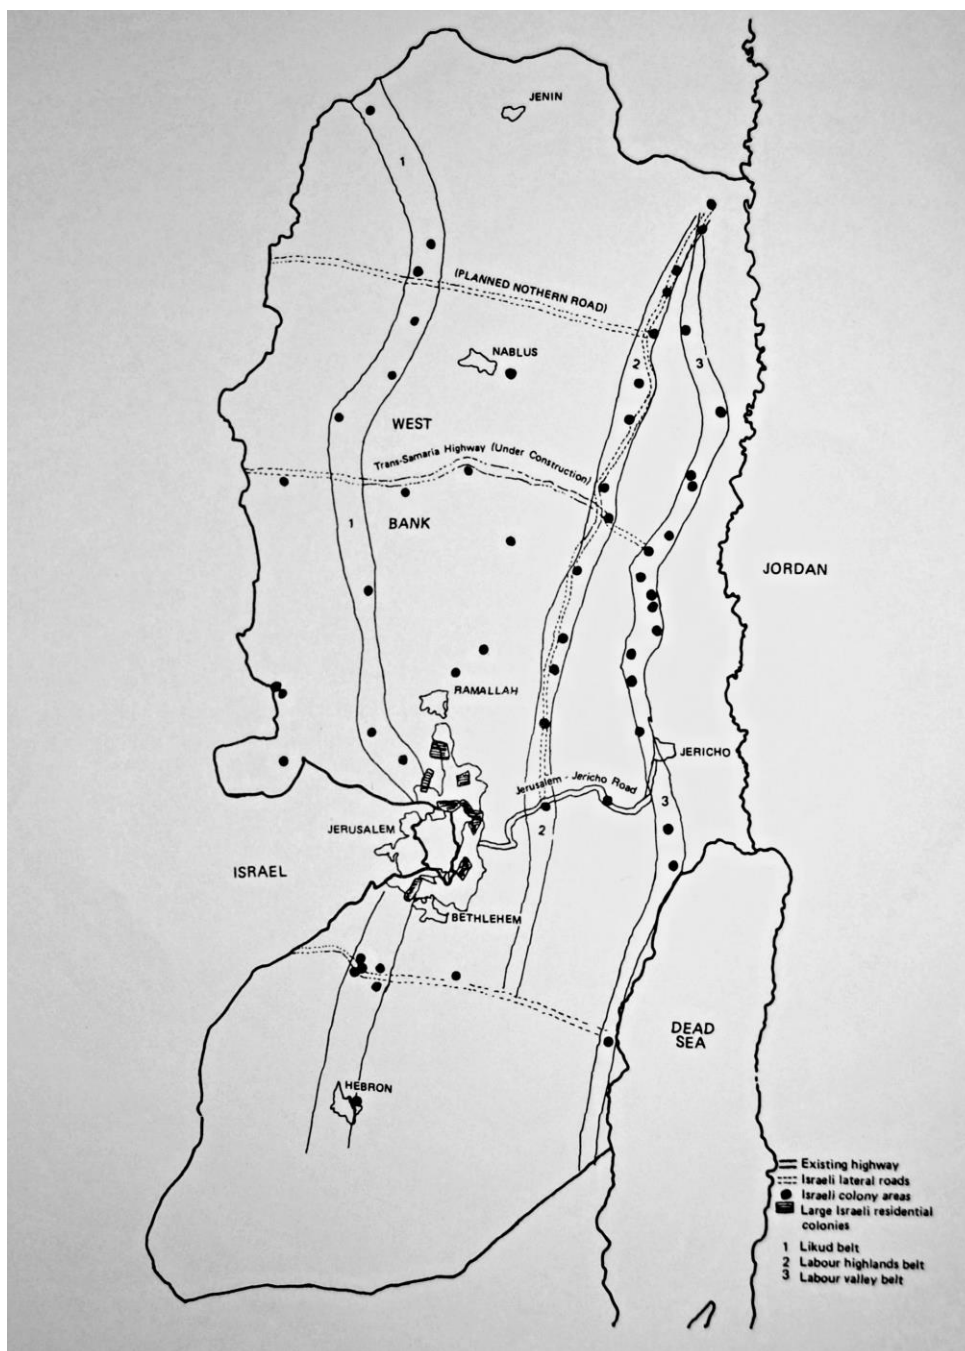 JENIN
1
(PLANNED NOTHERN ROAD)
NABLUS
2
3
WEST
Trans-Samaria Highway (Under Construction)
1
BANK
JORDAN
RAMALLAH
JERICHO
Jerusalem - Jericho Road
3
JERUSALEM
2
ISRAEL
BETHLEHEM
DEAD
SEA
HEBRON
Existing highway
Israeli lateral roads
Israeli colony areas
Large Israeli residential
colonies
1 Likud belt
2 Labour highlands belt
3 Labour valley belt